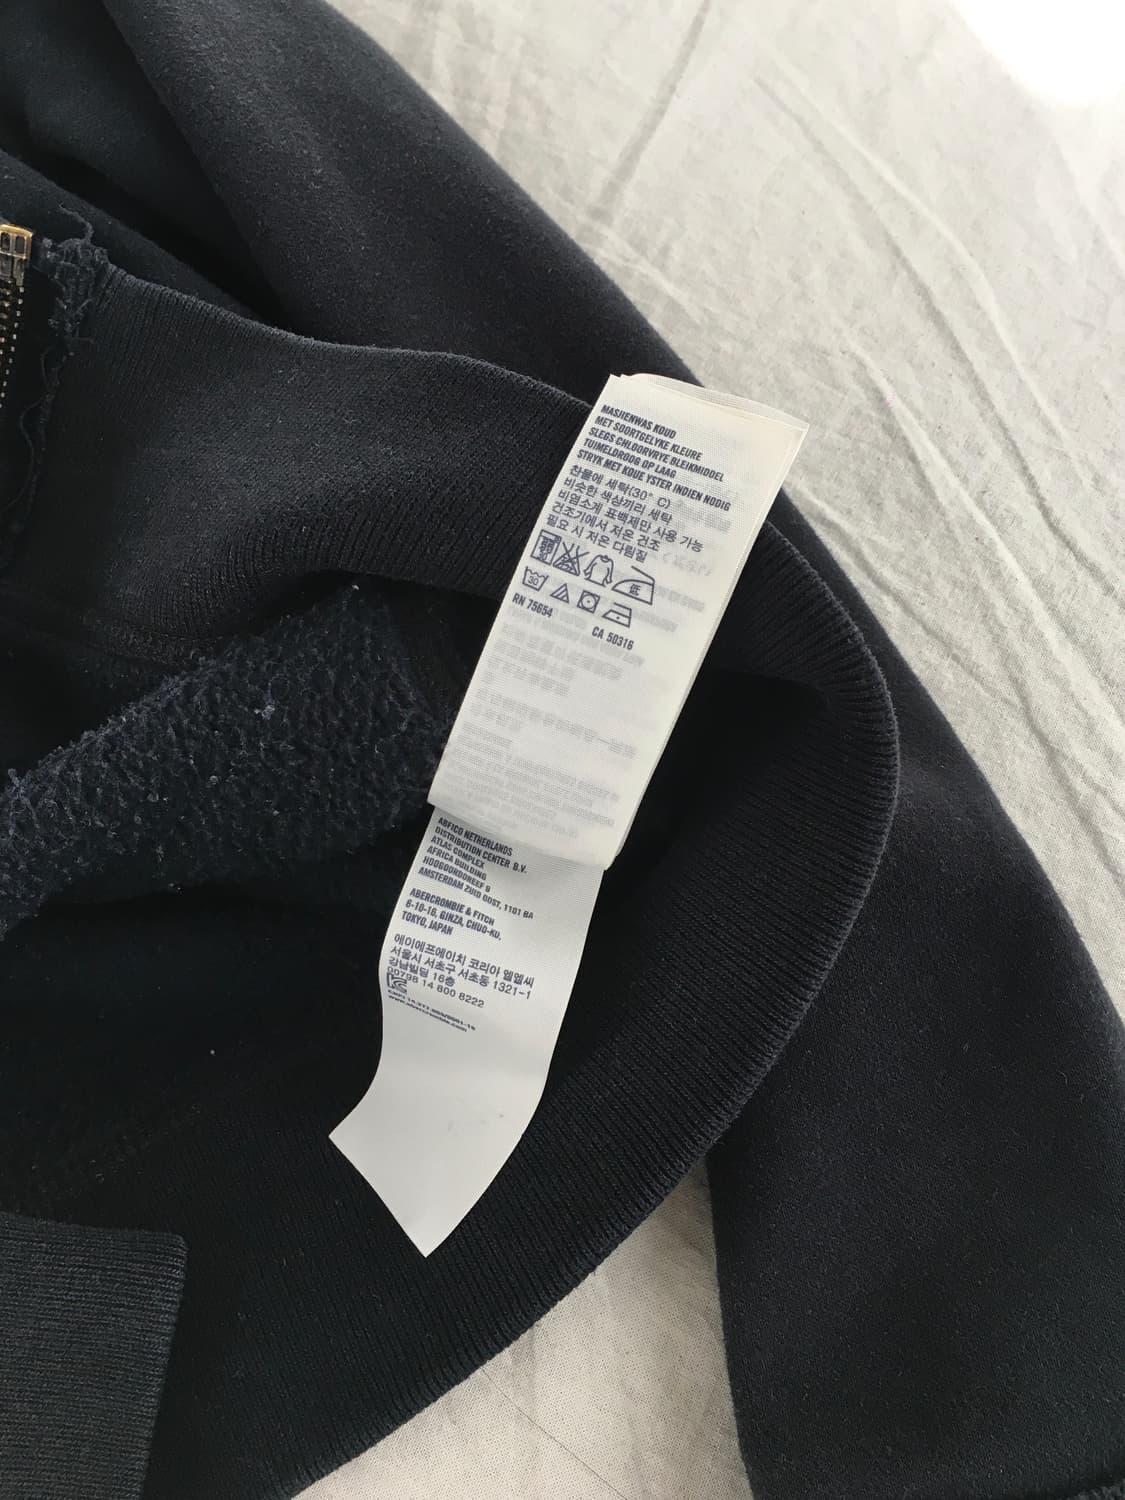 MASJIENWAS KOUD
MET SOORTGELYKE KLEURE
SLEGS CHLOORVRYE BLEIKMIDDEL
TUIMELDROOG OP LAAG
STRYK MET KOUE YSTER INDIEN NODIG
찬물에 세탁(30° C)
비슷한 색상끼리 세탁
비염소계 표백제만 사용 가능
건조기에서 저온 건조
필요 시 저온 다림질
30
RN 75654 CA 50316
ABFICO NETHERLANDS
DISTRIBUTION CENTER B.V.
ATLAS COMPLEX
AFRICA BUILDING
HOOGOORDDREEF 9
AMSTERDAM ZUID OOST, 1101 BA
ABERCROMBIE & FITCH
6-10-16, GINZA, CHUO-KU,
TOKYO, JAPAN
에이에프에이치 코리아 엘엘씨
서울시 서초구 서초동 1321-1
강남빌딩 16층
00798 14 800 8222
www.abercrombie.com